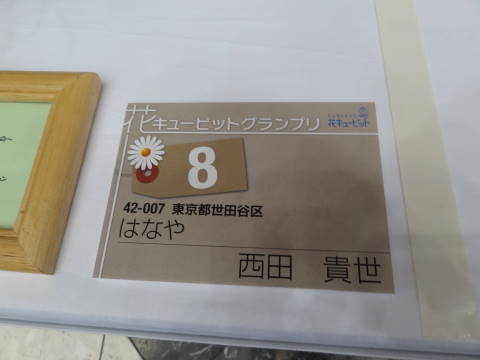 花キューピットグランプリ
花キューピット
8
42-007 東京都世田谷区
はなや
西田 貴世